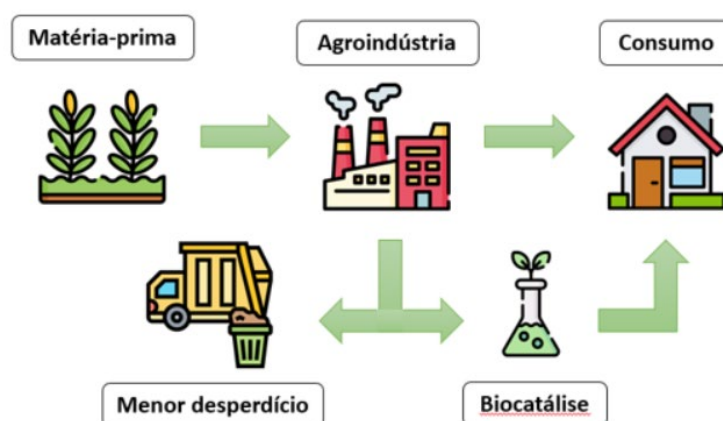 Matéria-prima
Agroindústria
Consumo
Menor desperdício
Biocatálise